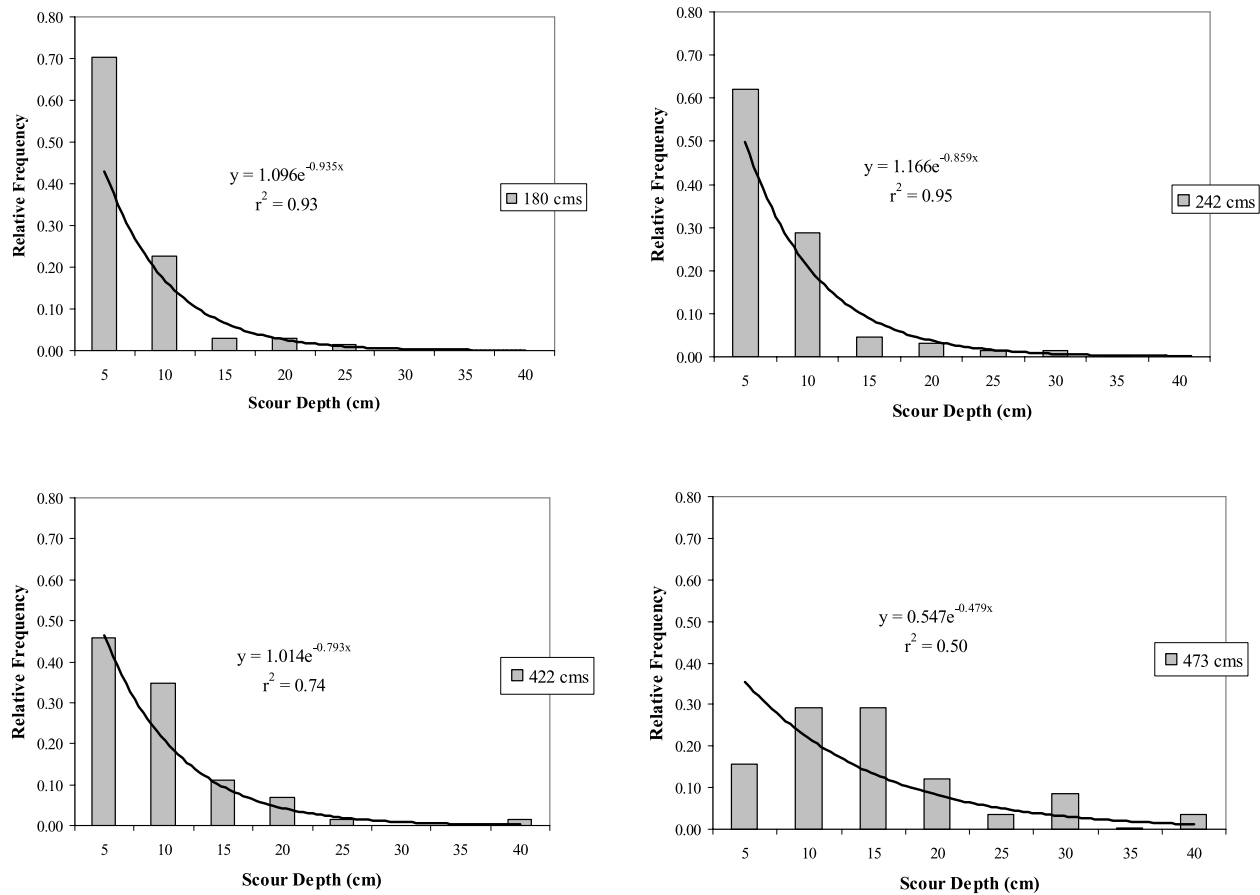 0.80
0.70
0.60
0.50
0.40
0.30
0.20
0.10
0.00
Relative Frequency
y = 1.096e^-0.935x
r² = 0.93
180 cms
5 10 15 20 25 30 35 40
Scour Depth (cm)
0.80
0.70
0.60
0.50
0.40
0.30
0.20
0.10
0.00
Relative Frequency
y = 1.166e^-0.859x
r² = 0.95
242 cms
5 10 15 20 25 30 35 40
Scour Depth (cm)
0.80
0.70
0.60
0.50
0.40
0.30
0.20
0.10
0.00
Relative Frequency
y = 1.014e^-0.793x
r² = 0.74
422 cms
5 10 15 20 25 30 35 40
Scour Depth (cm)
0.80
0.70
0.60
0.50
0.40
0.30
0.20
0.10
0.00
Relative Frequency
y = 0.547e^-0.479x
r² = 0.50
473 cms
5 10 15 20 25 30 35 40
Scour Depth (cm)